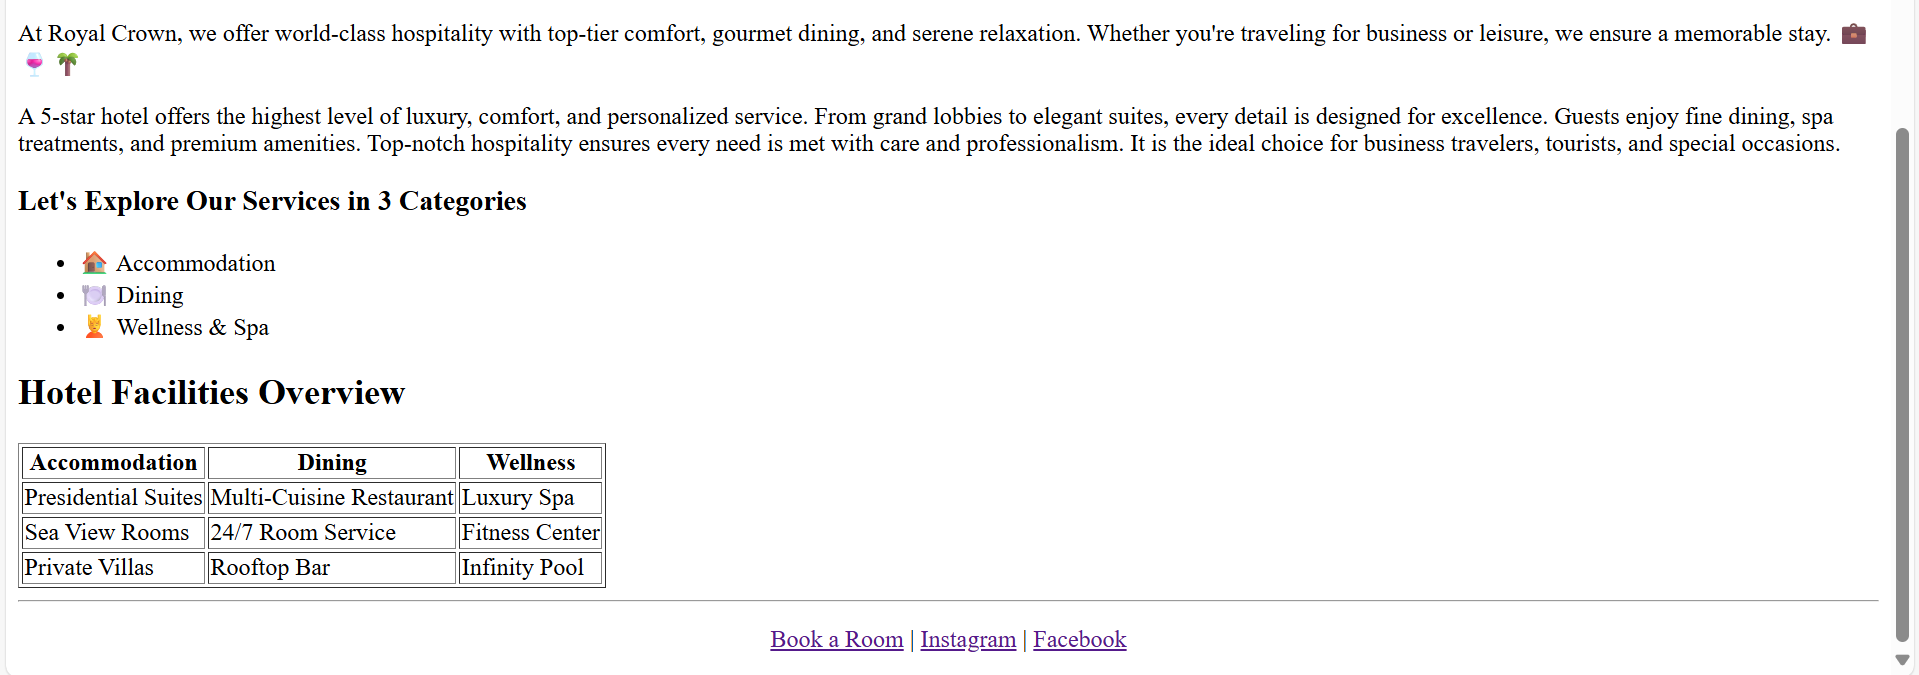 At Royal Crown, we offer world-class hospitality with top-tier comfort, gourmet dining, and serene relaxation. Whether you're traveling for business or leisure, we ensure a memorable stay. 💼
🍷 🌴
A 5-star hotel offers the highest level of luxury, comfort, and personalized service. From grand lobbies to elegant suites, every detail is designed for excellence. Guests enjoy fine dining, spa
treatments, and premium amenities. Top-notch hospitality ensures every need is met with care and professionalism. It is the ideal choice for business travelers, tourists, and special occasions.
Let's Explore Our Services in 3 Categories
• 🏠 Accommodation
• 🍽️ Dining
• 💆 Wellness & Spa
Hotel Facilities Overview
Accommodation Dining Wellness
Presidential Suites Multi-Cuisine Restaurant Luxury Spa
Sea View Rooms 24/7 Room Service Fitness Center
Private Villas Rooftop Bar Infinity Pool
Book a Room | Instagram | Facebook